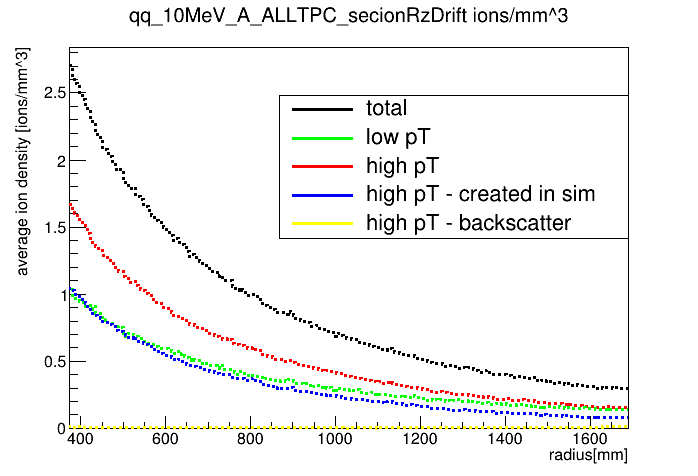 qq_10MeV_A_ALLTPC_secionRzDrift ions/mm^3
average ion density [ions/mm^3]
2.5
2
1.5
1
0.5
0
total
low pT
high pT
high pT - created in sim
high pT - backscatter
400 600 800 1000 1200 1400 1600
radius[mm]